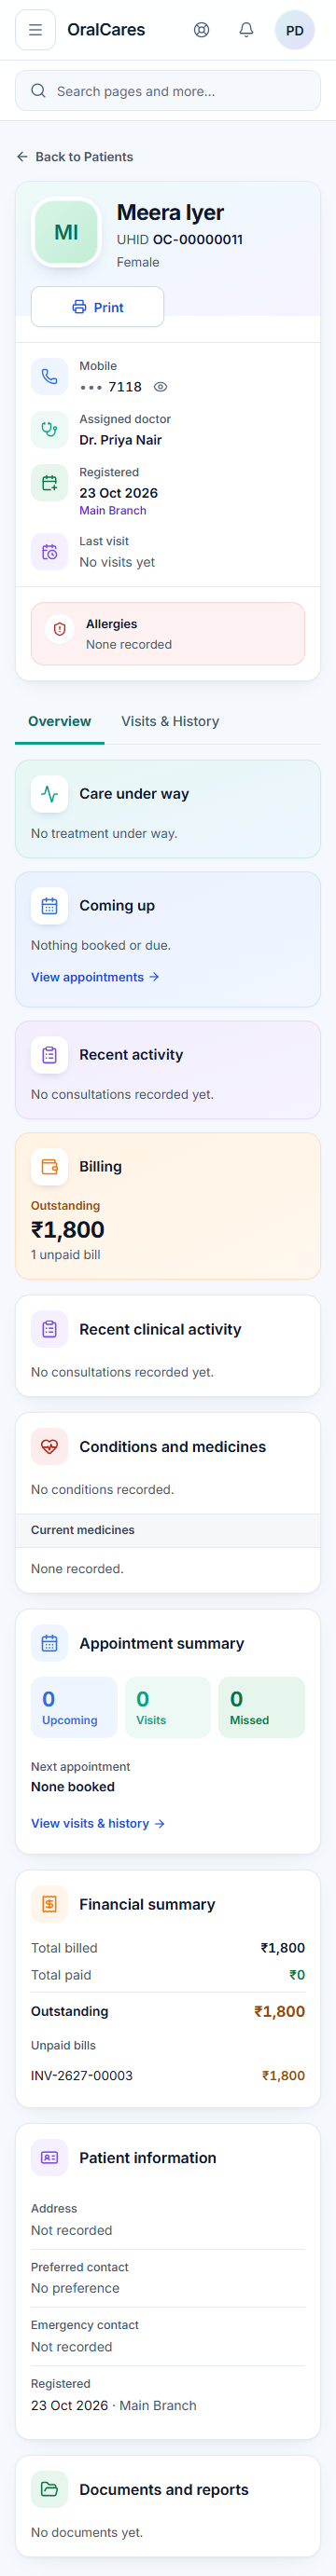 OralCares
PD
Search pages and more...
← Back to Patients
MI
Meera Iyer
UHID OC-00000011
Female
Print
Mobile
••• 7118
Assigned doctor
Dr. Priya Nair
Registered
23 Oct 2026
Main Branch
Last visit
No visits yet
Allergies
None recorded
Overview Visits & History
Care under way
No treatment under way.
Coming up
Nothing booked or due.
View appointments →
Recent activity
No consultations recorded yet.
Billing
Outstanding
₹1,800
1 unpaid bill
Recent clinical activity
No consultations recorded yet.
Conditions and medicines
No conditions recorded.
Current medicines
None recorded.
Appointment summary
0 0 0
Upcoming Visits Missed
Next appointment
None booked
View visits & history →
Financial summary
Total billed ₹1,800
Total paid ₹0
Outstanding ₹1,800
Unpaid bills
INV-2627-00003 ₹1,800
Patient information
Address
Not recorded
Preferred contact
No preference
Emergency contact
Not recorded
Registered
23 Oct 2026 · Main Branch
Documents and reports
No documents yet.